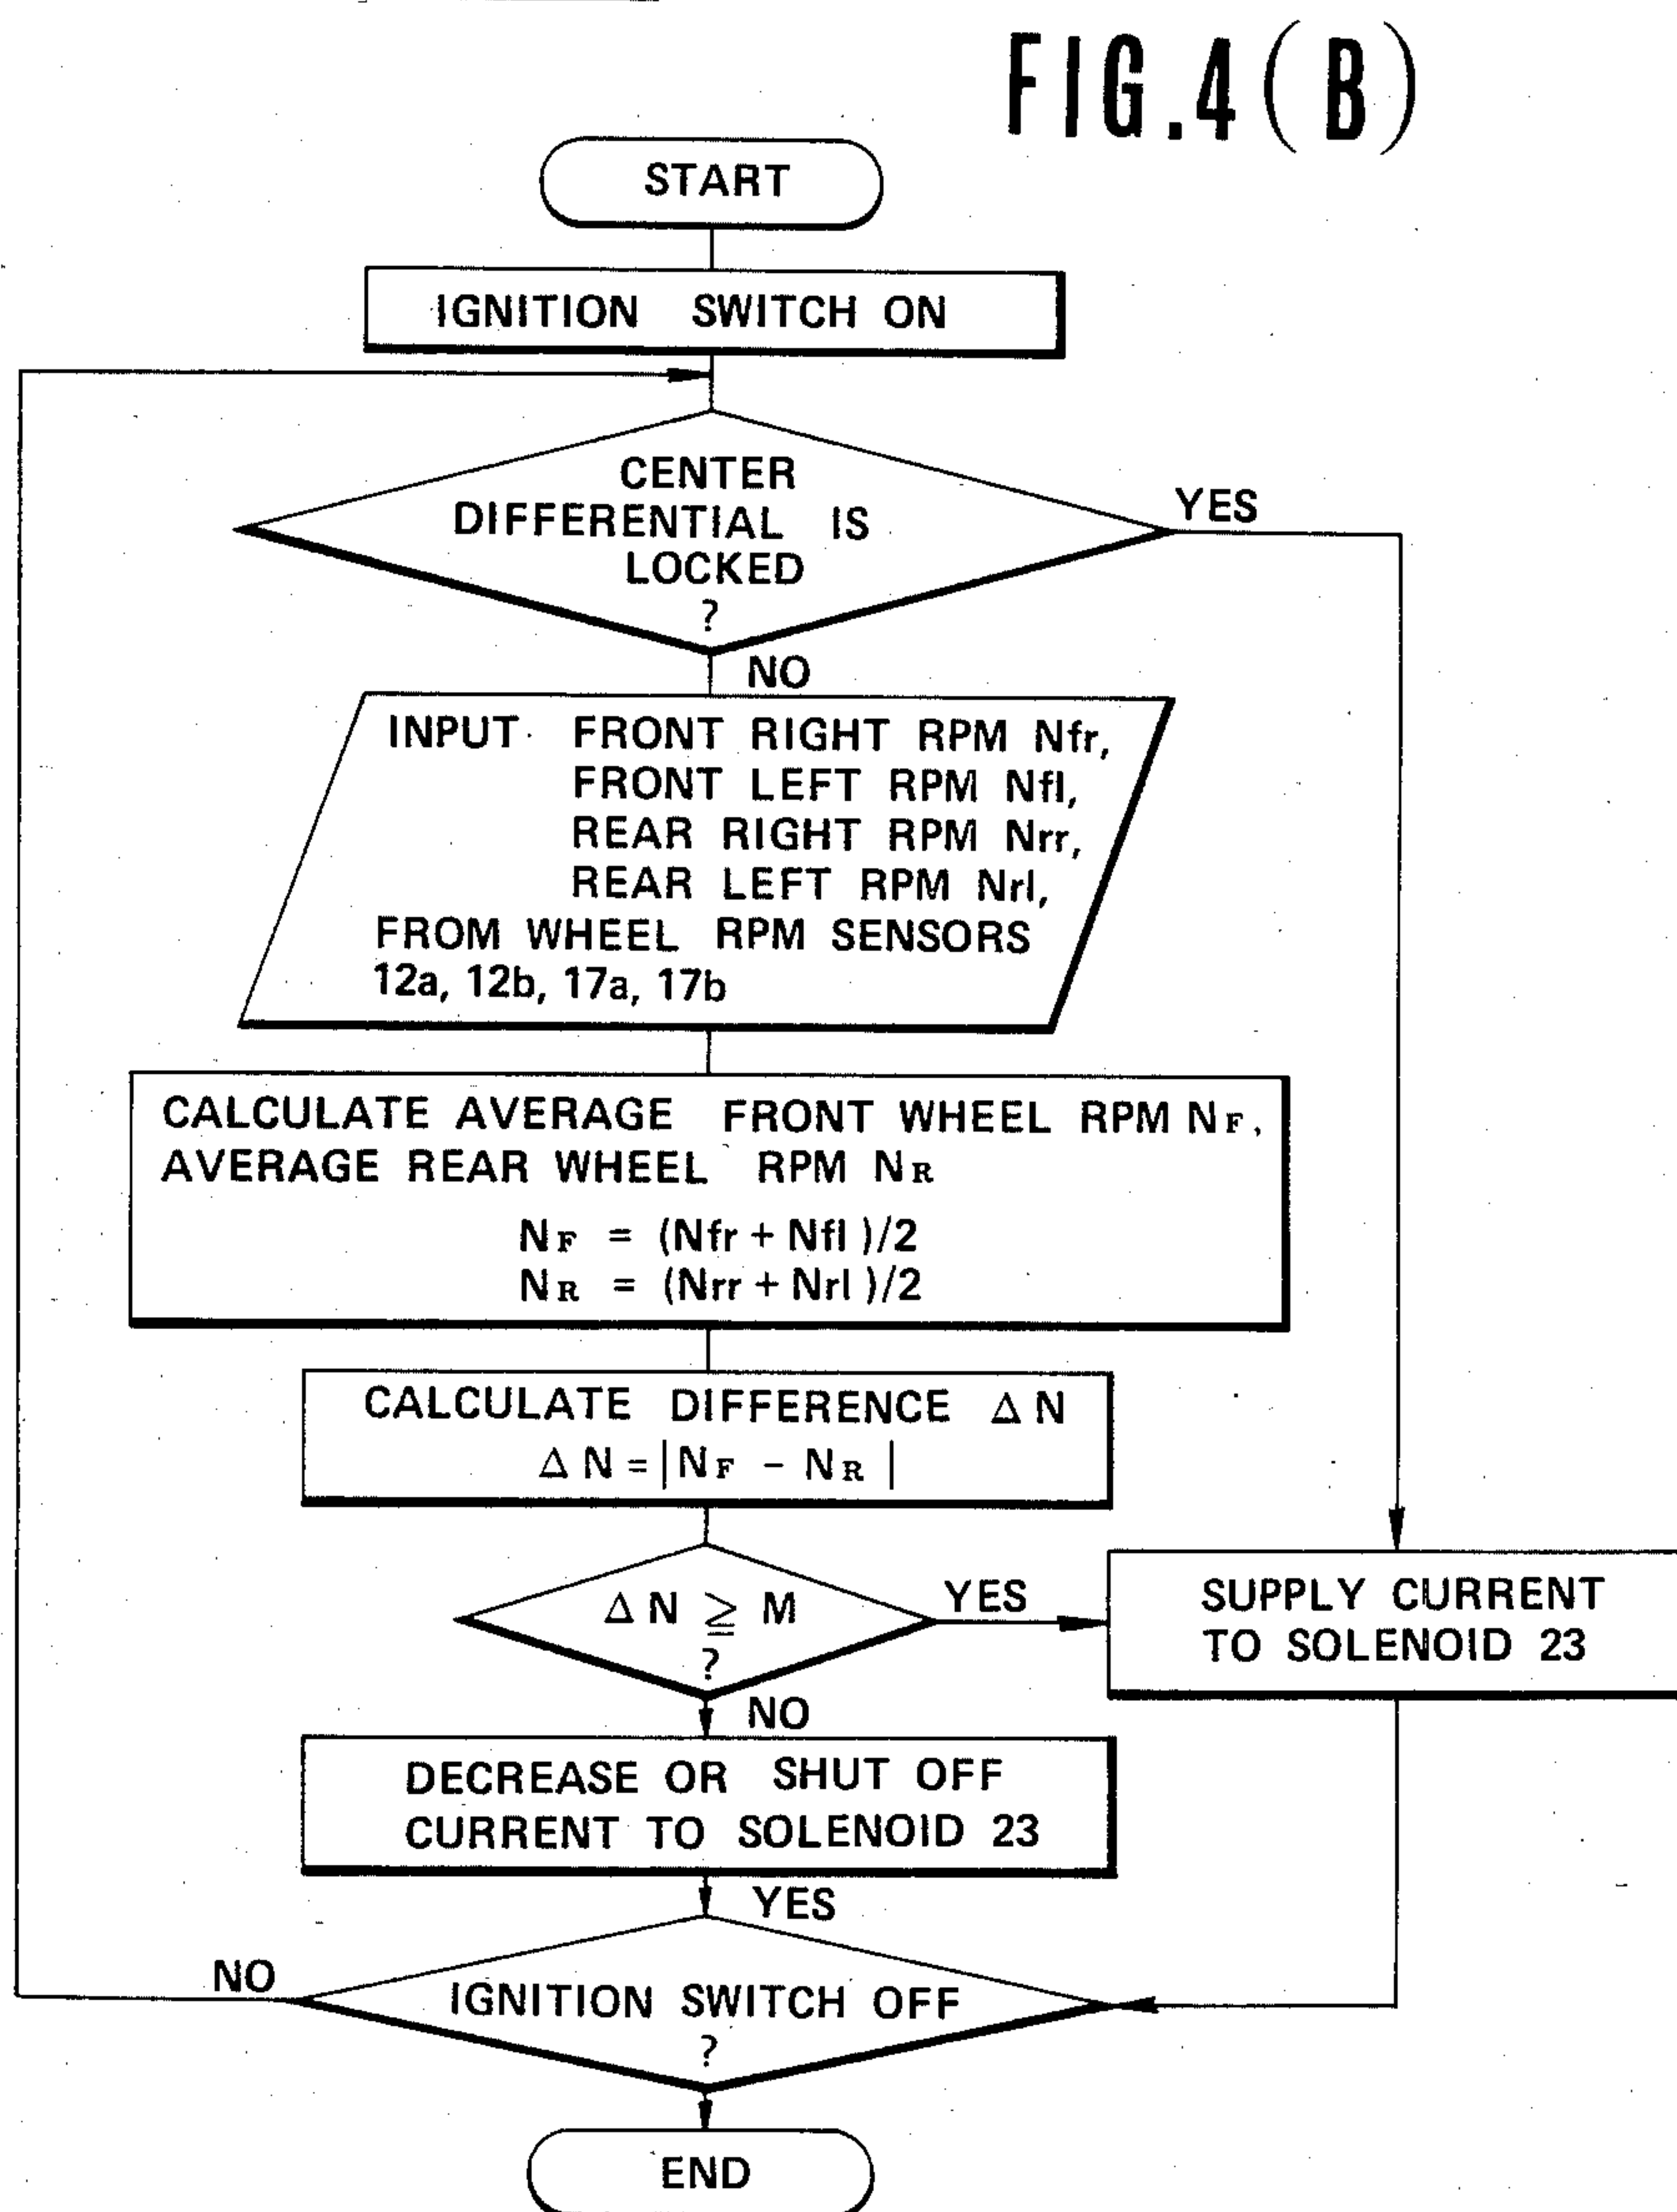 FIG.4(B)
START
IGNITION SWITCH ON
CENTER
DIFFERENTIAL IS
LOCKED
?
YES
NO
INPUT FRONT RIGHT RPM Nfr,
FRONT LEFT RPM Nfl,
REAR RIGHT RPM Nrr,
REAR LEFT RPM Nrl,
FROM WHEEL RPM SENSORS
12a, 12b, 17a, 17b
CALCULATE AVERAGE FRONT WHEEL RPM NF,
AVERAGE REAR WHEEL RPM NR
NF = (Nfr + Nfl)/2
NR = (Nrr + Nrl)/2
CALCULATE DIFFERENCE ΔN
ΔN = |NF - NR|
ΔN ≧ M
?
YES
SUPPLY CURRENT
TO SOLENOID 23
NO
DECREASE OR SHUT OFF
CURRENT TO SOLENOID 23
YES
NO
IGNITION SWITCH OFF
?
END